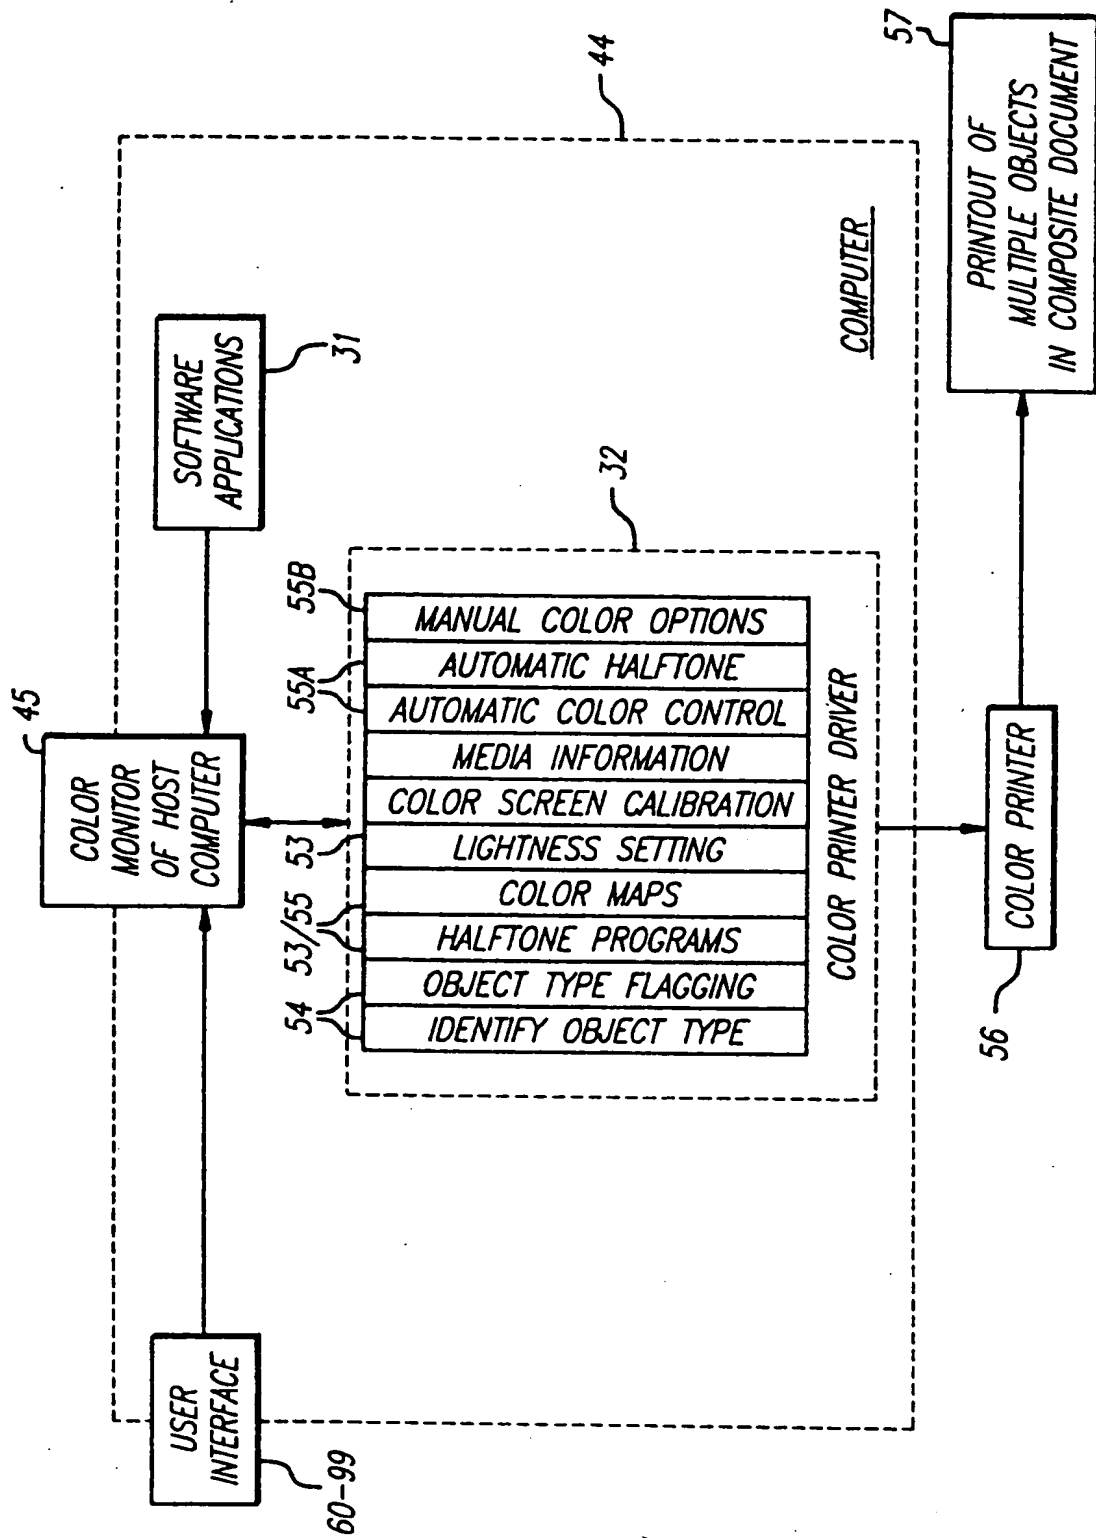 USER
INTERFACE
60-99
COLOR
MONITOR
OF HOST
COMPUTER
45
SOFTWARE
APPLICATIONS
31
44
COMPUTER
32
55B
55A
53
53/55
54
MANUAL COLOR OPTIONS
AUTOMATIC HALFTONE
AUTOMATIC COLOR CONTROL
MEDIA INFORMATION
COLOR SCREEN CALIBRATION
LIGHTNESS SETTING
COLOR MAPS
HALFTONE PROGRAMS
OBJECT TYPE FLAGGING
IDENTIFY OBJECT TYPE
COLOR PRINTER DRIVER
COLOR PRINTER
56
57
PRINTOUT OF
MULTIPLE OBJECTS
IN COMPOSITE DOCUMENT